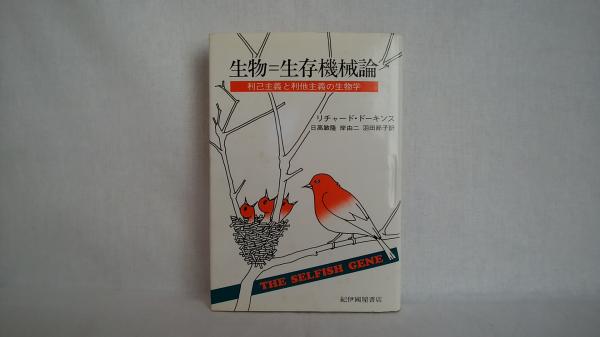 生物=生存機械論
利己主義と利他主義の生物学
リチャード・ドーキンス
日高敏隆 岸由二 羽田節子訳
THE SELFISH GENE
紀伊國屋書店